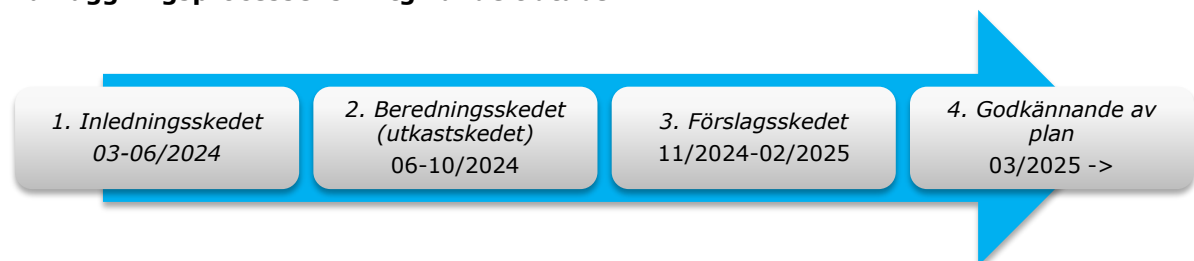 1. Inledningsskedet
03-06/2024
2. Beredningsskedet
(utkastskedet)
06-10/2024
3. Förslagsskedet
11/2024-02/2025
4. Godkännande av
plan
03/2025 ->